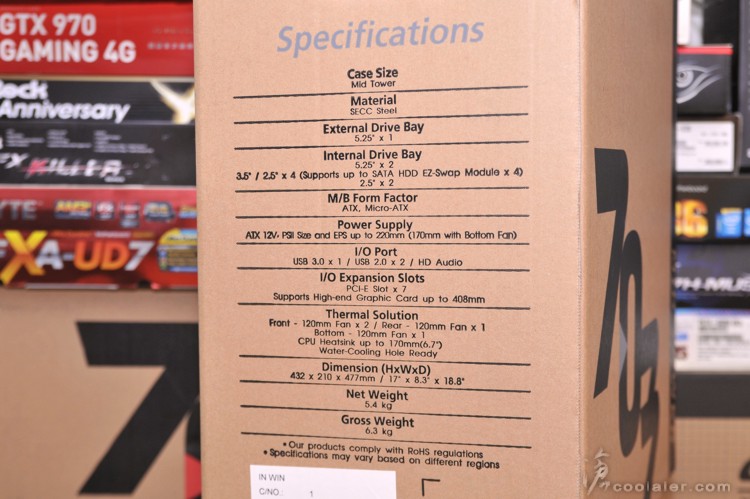 Specifications
Case Size
Mid Tower
Material
SECC Steel
External Drive Bay
5.25" x 1
Internal Drive Bay
5.25" x 2
3.5" / 2.5" x 4 (Supports up to SATA HDD EZ-Swap Module x 4)
2.5" x 2
M/B Form Factor
ATX, Micro-ATX
Power Supply
ATX 12V, PSII Size and EPS up to 220mm (170mm with Bottom Fan)
I/O Port
USB 3.0 x 1 / USB 2.0 x 2 / HD Audio
I/O Expansion Slots
PCI-E Slot x 7
Supports High-end Graphic Card up to 408mm
Thermal Solution
Front - 120mm Fan x 2 / Rear - 120mm Fan x 1
Bottom - 120mm Fan x 1
CPU Heatsink up to 170mm(6.7")
Water-Cooling Hole Ready
Dimension (HxWxD)
432 x 210 x 477mm / 17" x 8.3" x 18.8"
Net Weight
5.4 kg
Gross Weight
6.3 kg
• Our products comply with RoHS regulations
• Specifications may vary based on different regions
IN WIN
C/NO.: 1
GTX 970
GAMING 4G
Anniversary
KILLER
XA-UD7
703
coolaler.com